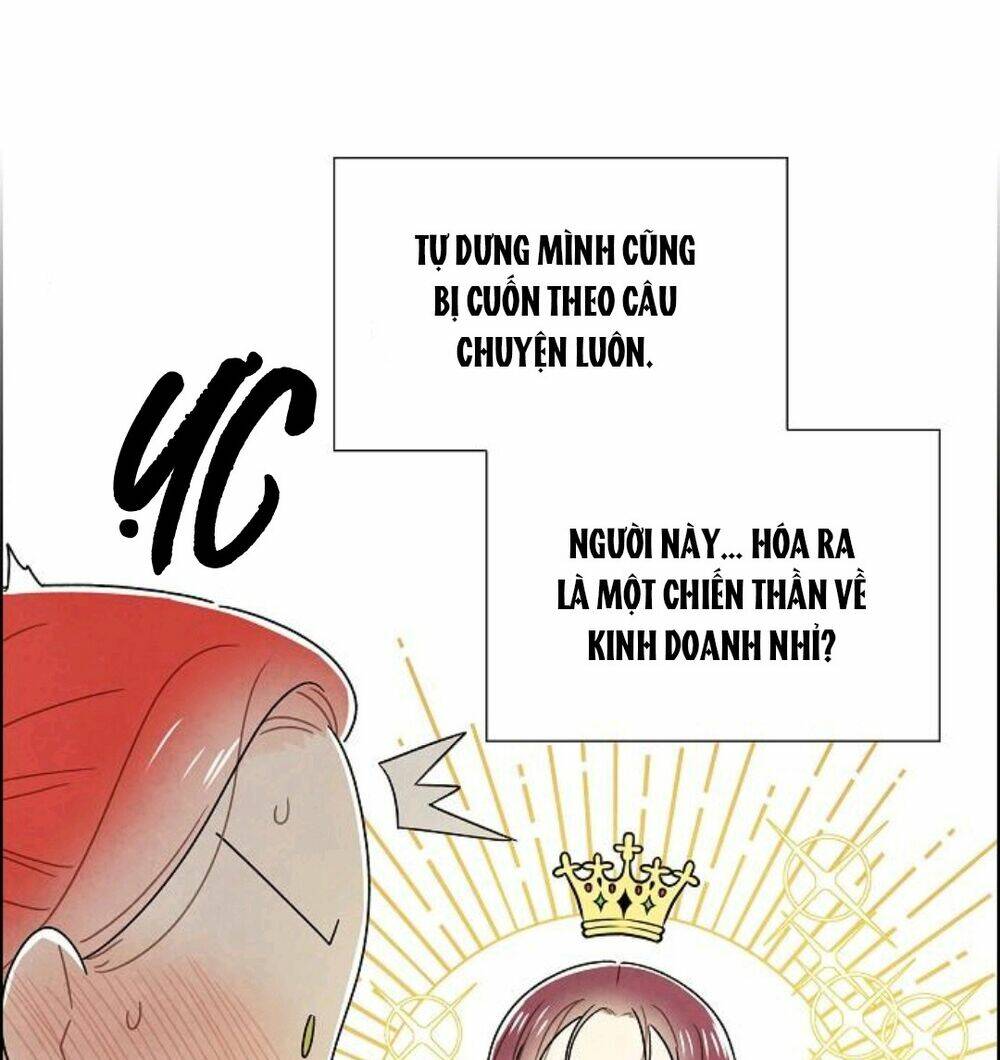 TỰ DƯNG MÌNH CŨNG
BỊ CUỐN THEO CÂU
CHUYỆN LUÔN.
ỰC
NGƯỜI NÀY... HÓA RA
LÀ MỘT CHIẾN THẦN VỀ
KINH DOANH NHỈ?